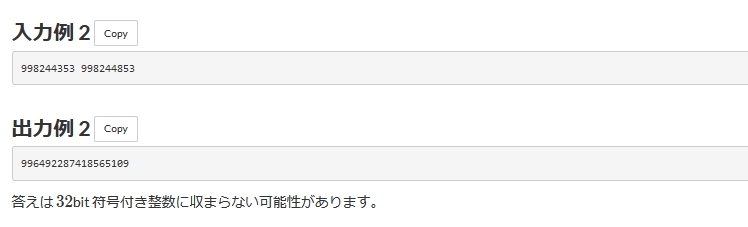 入力例 2 Copy
998244353 998244853
出力例 2 Copy
996492287418565109
答えは 32bit 符号付き整数に収まらない可能性があります。